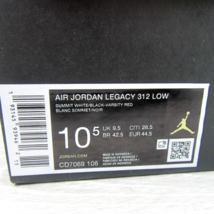 AIR JORDAN LEGACY 312 LOW
SUMMIT WHITE/BLACK-VARSITY RED
BLANC SOMMET/NOIR
10.5
UK 9.5 CITI 28.5
BR 42.5 EUR 44.5
JORDAN.COM
CD7069 106